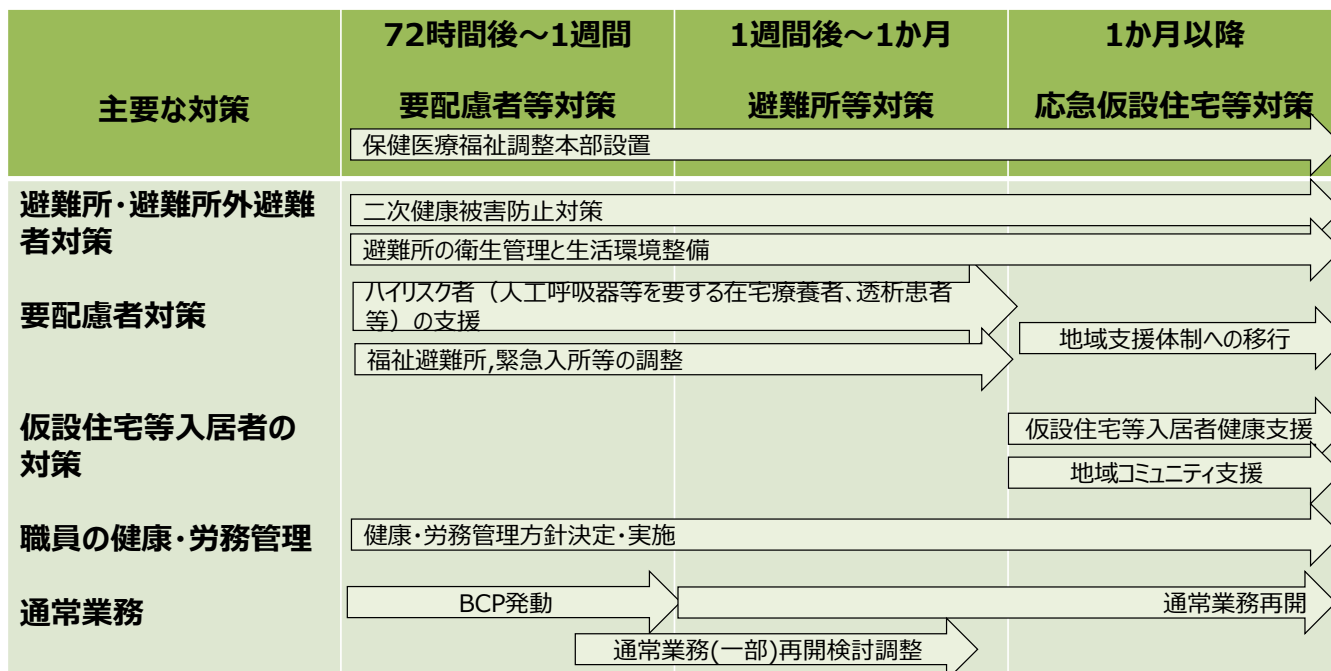 主要な対策
72時間後～1週間
要配慮者等対策
1週間後～1か月
避難所等対策
1か月以降
応急仮設住宅等対策
保健医療福祉調整本部設置
避難所・避難所外避難
者対策
二次健康被害防止対策
避難所の衛生管理と生活環境整備
要配慮者対策
ハイリスク者（人工呼吸器等を要する在宅療養者、透析患者
等）の支援
福祉避難所,緊急入所等の調整
地域支援体制への移行
仮設住宅等入居者の
対策
仮設住宅等入居者健康支援
地域コミュニティ支援
職員の健康・労務管理
健康・労務管理方針決定・実施
通常業務
BCP発動
通常業務再開
通常業務(一部)再開検討調整